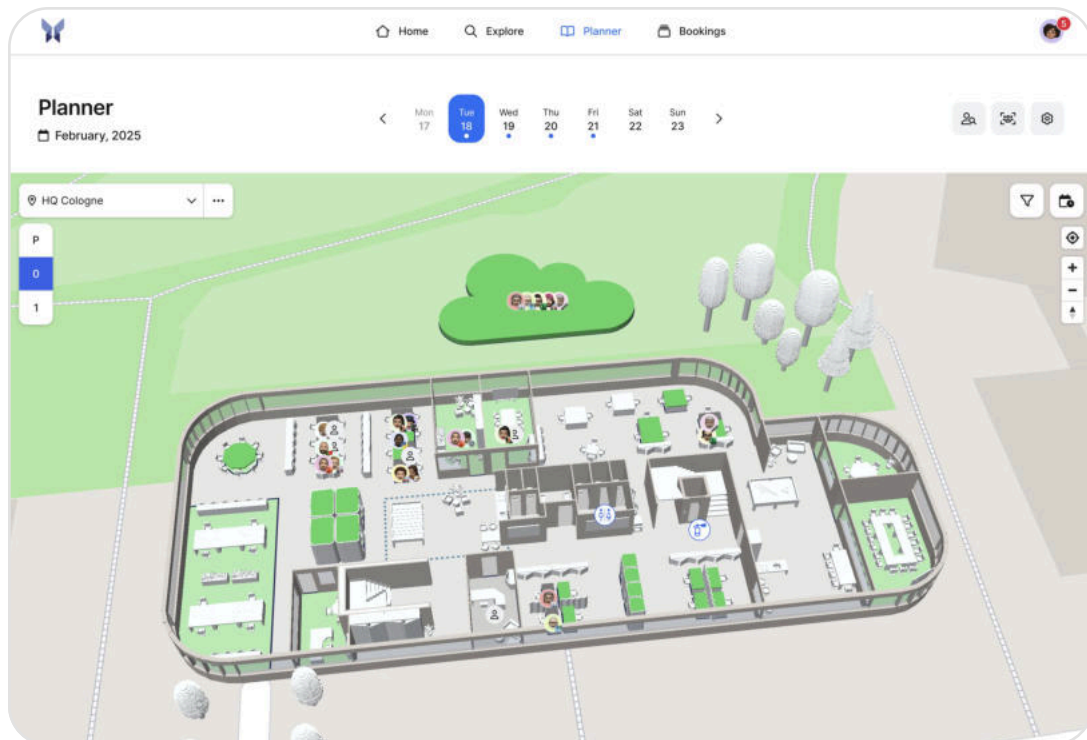 Home
Explore
Planner
Bookings
5
Planner
February, 2025
Mon
17
Tue
18
Wed
19
Thu
20
Fri
21
Sat
22
Sun
23
HQ Cologne
P
0
1